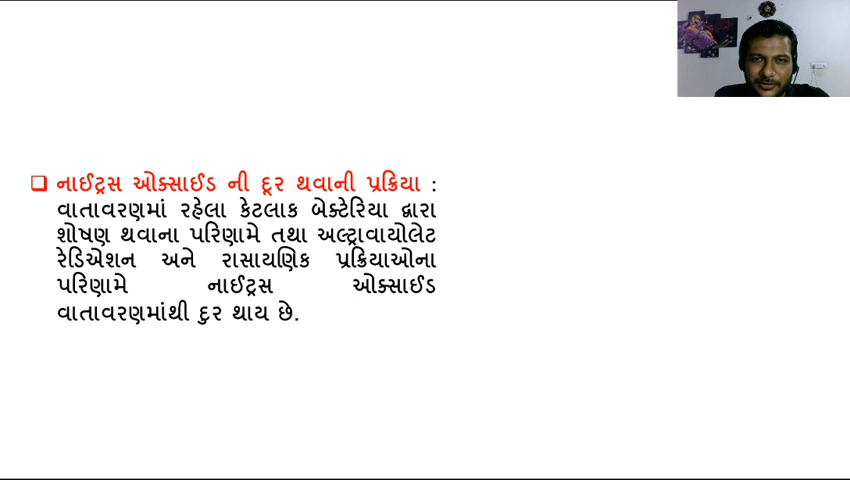 નાઈટ્રસ ઓક્સાઈડ ની દૂર થવાની પ્રક્રિયા :
વાતાવરણમાં રહેલા કેટલાક બેક્ટેરિયા દ્વારા
શોષણ થવાના પરિણામે તથા અલ્ટ્રાવાયોલેટ
રેડિએશન અને રાસાયણિક પ્રક્રિયાઓના
પરિણામે નાઈટ્રસ ઓક્સાઈડ
વાતાવરણમાંથી દુર થાય છે.